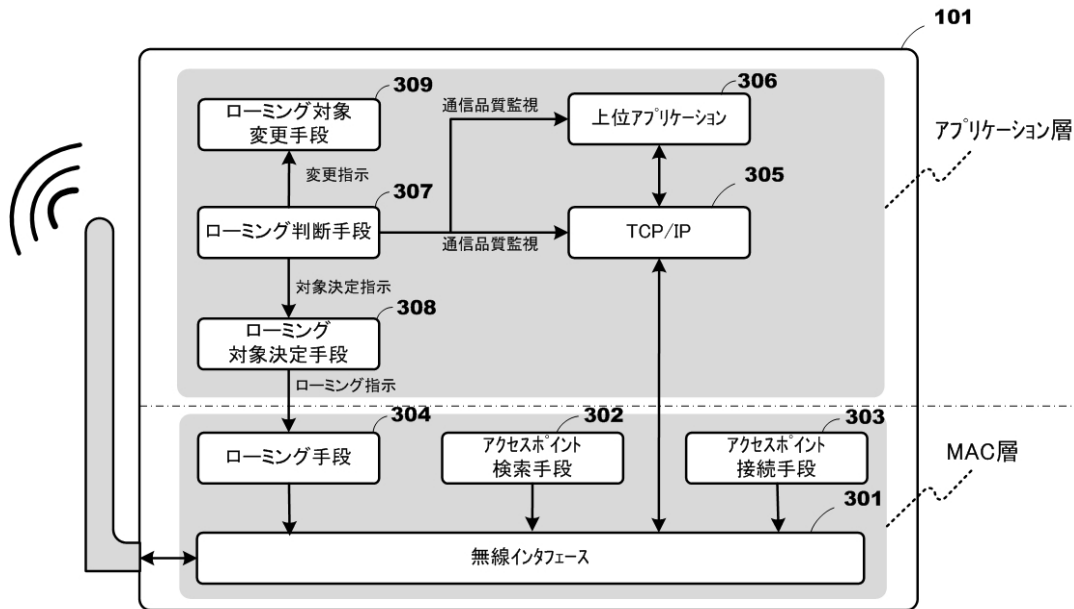 101
309
ローミング対象
変更手段
通信品質監視
306
上位アプリケーション
アプリケーション層
変更指示
307
ローミング判断手段
通信品質監視
305
TCP/IP
対象決定指示
308
ローミング
対象決定手段
ローミング指示
304
ローミング手段
302
アクセスポイント
検索手段
303
アクセスポイント
接続手段
MAC層
301
無線インタフェース